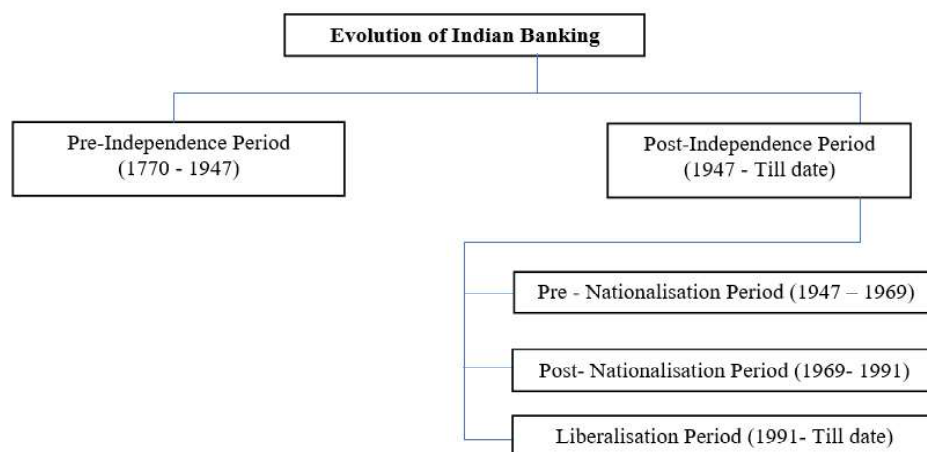 Evolution of Indian Banking
Pre-Independence Period
(1770 - 1947)
Post-Independence Period
(1947 - Till date)
Pre - Nationalisation Period (1947 – 1969)
Post- Nationalisation Period (1969- 1991)
Liberalisation Period (1991- Till date)